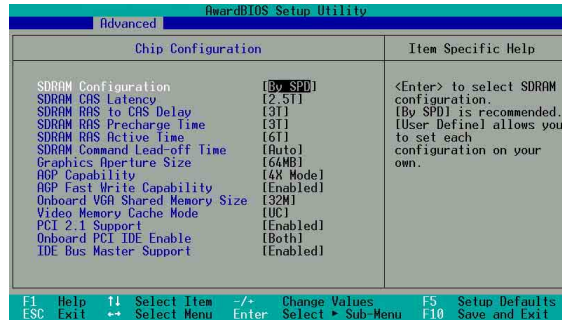 AwardBIOS Setup Utility
Advanced
Chip Configuration
Item Specific Help
SDRAM Configuration [By SPD]
SDRAM CAS Latency [2.5T]
SDRAM RAS to CAS Delay [3T]
SDRAM RAS Precharge Time [3T]
SDRAM RAS Active Time [6T]
SDRAM Command Lead-off Time [Auto]
Graphics Aperture Size [64MB]
AGP Capability [4X Mode]
AGP Fast Write Capability [Enabled]
Onboard VGA Shared Memory Size [32M]
Video Memory Cache Mode [UC]
PCI 2.1 Support [Enabled]
Onboard PCI IDE Enable [Both]
IDE Bus Master Support [Enabled]
<Enter> to select SDRAM
configuration.
[By SPD] is recommended.
[User Define] allows you
to set each
configuration on your
own.
F1 Help ↑↓ Select Item -/+ Change Values F5 Setup Defaults
ESC Exit ←→ Select Menu Enter Select ► Sub-Menu F10 Save and Exit